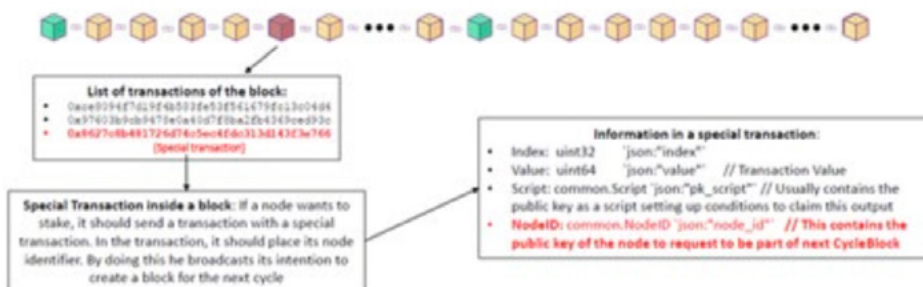 List of transactions of the block:
(Special transaction)
Special Transaction inside a block: If a node wants
to stake, it should send a transaction with a special
transaction. In the transaction, it should place its node
identifier. By doing this he broadcasts its intention to
create a block for the next cycle
Information in a special transaction:
• Index: uint32 `json:"index"`
• Value: uint64 `json:"value"` // Transaction Value
• Script: common.Script `json:"pk_script"` // Usually contains the
public key as a script setting up conditions to claim this output
• NodeID: common.NodeID `json:"node_id"` // This contains the
public key of the node to request to be part of next CycleBlock